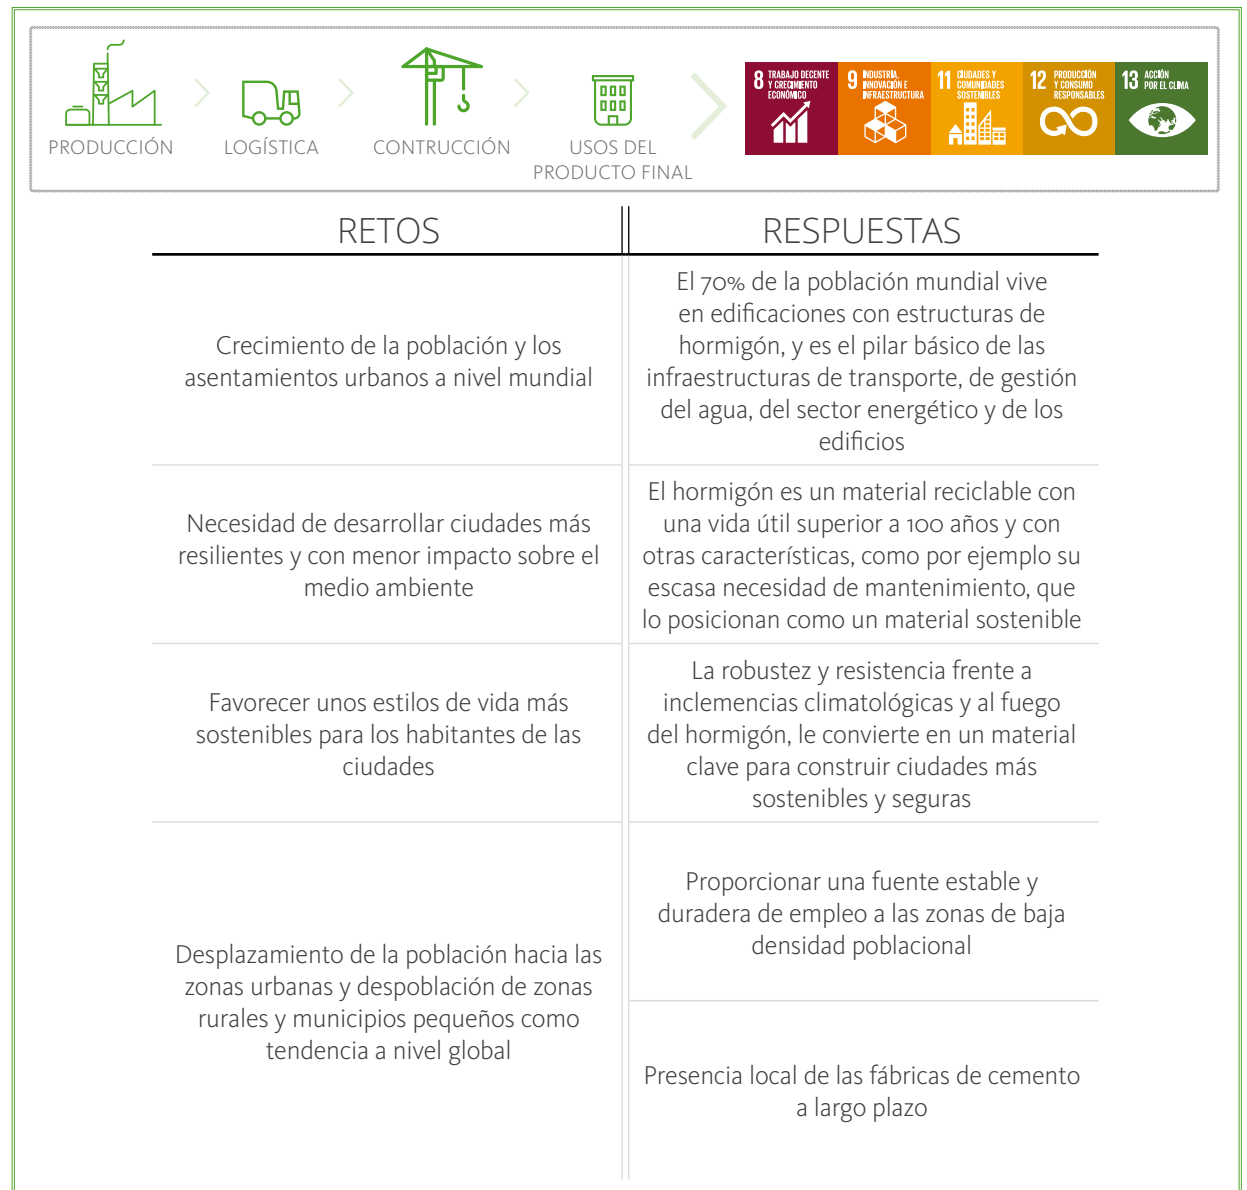 PRODUCCIÓN
LOGÍSTICA
CONTRUCCIÓN
USOS DEL
PRODUCTO FINAL
8 TRABAJO DECENTE
Y CRECIMIENTO
ECONÓMICO
9 INDUSTRIA,
INNOVACIÓN E
INFRAESTRUCTURA
11 CIUDADES Y
COMUNIDADES
SOSTENIBLES
12 PRODUCCIÓN
Y CONSUMO
RESPONSABLES
13 ACCIÓN
POR EL CLIMA
RETOS
RESPUESTAS
Crecimiento de la población y los
asentamientos urbanos a nivel mundial
El 70% de la población mundial vive
en edificaciones con estructuras de
hormigón, y es el pilar básico de las
infraestructuras de transporte, de gestión
del agua, del sector energético y de los
edificios
Necesidad de desarrollar ciudades más
resilientes y con menor impacto sobre el
medio ambiente
El hormigón es un material reciclable con
una vida útil superior a 100 años y con
otras características, como por ejemplo su
escasa necesidad de mantenimiento, que
lo posicionan como un material sostenible
Favorecer unos estilos de vida más
sostenibles para los habitantes de las
ciudades
La robustez y resistencia frente a
inclemencias climatológicas y al fuego
del hormigón, le convierte en un material
clave para construir ciudades más
sostenibles y seguras
Desplazamiento de la población hacia las
zonas urbanas y despoblación de zonas
rurales y municipios pequeños como
tendencia a nivel global
Proporcionar una fuente estable y
duradera de empleo a las zonas de baja
densidad poblacional
Presencia local de las fábricas de cemento
a largo plazo